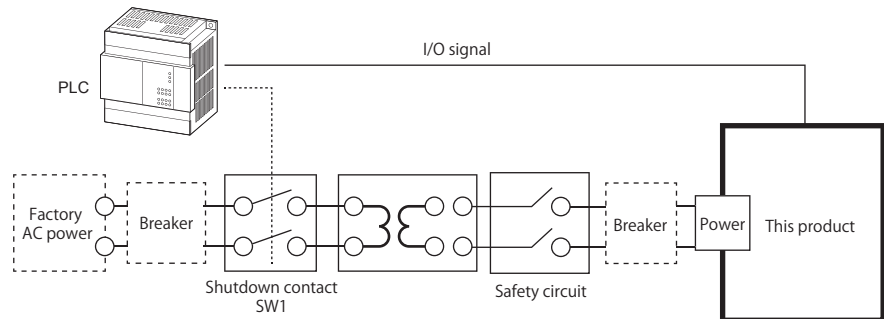 I/O signal
PLC
Factory
AC power
Breaker
Shutdown contact
SW1
Safety circuit
Breaker
Power
This product